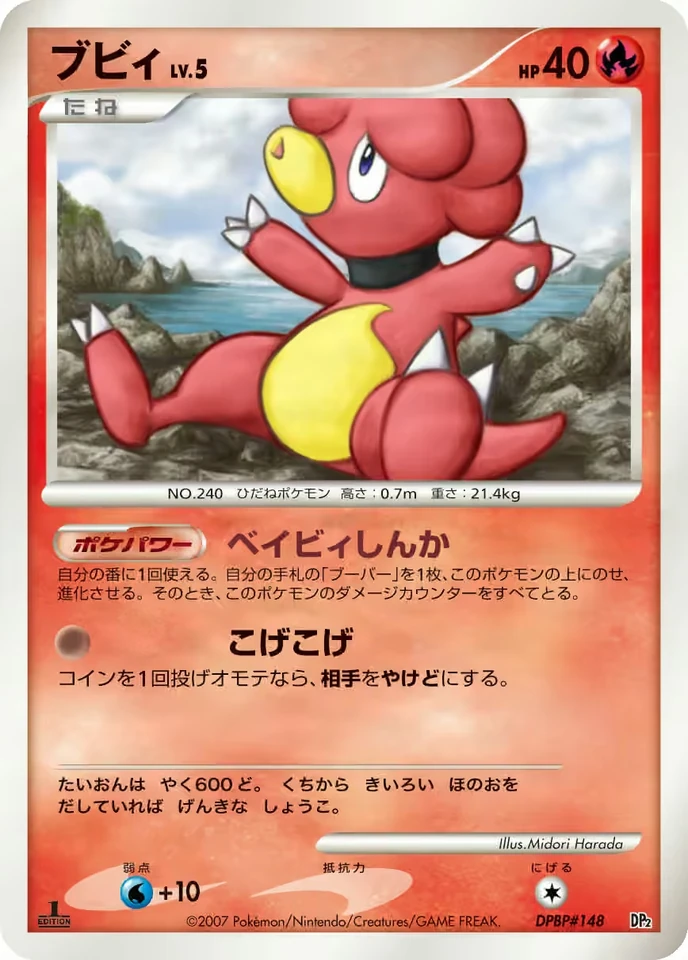 ブビィ LV.5 HP 40
たね
NO.240 ひだねポケモン 高さ:0.7m 重さ:21.4kg
ポケパワー ベイビィしんか
自分の番に1回使える。自分の手札の「ブーバー」を1枚、このポケモンの上にのせ、
進化させる。そのとき、このポケモンのダメージカウンターをすべてとる。
こげこげ
コインを1回投げオモテなら、相手をやけどにする。
たいおんは やく600ど。 くちから きいろい ほのおを
だしていれば げんきな しょうこ。
Illus.Midori Harada
弱点 抵抗力 にげる
+10
1 EDITION ©2007 Pokémon/Nintendo/Creatures/GAME FREAK. DPBP#148 DP2